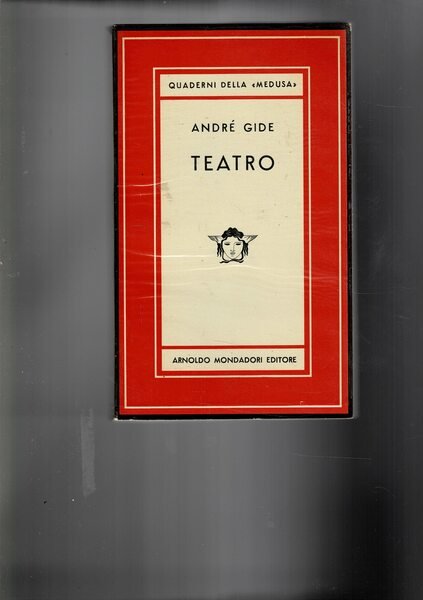 QUADERNI DELLA «MEDUSA»
ANDRÉ GIDE
TEATRO
ARNOLDO MONDADORI EDITORE